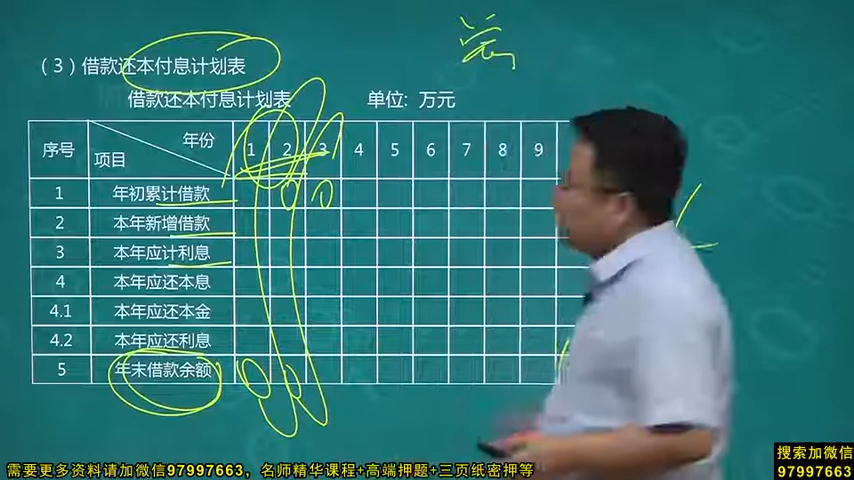 （3）借款还本付息计划表
借款还本付息计划表 单位：万元
序号 项目 年份 1 2 3 4 5 6 7 8 9
1 年初累计借款
2 本年新增借款
3 本年应计利息
4 本年应还本息
4.1 本年应还本金
4.2 本年应还利息
5 年末借款余额
需要更多资料请加微信97997663，名师精华课程+高端押题+三页纸密押等
搜索加微信
97997663